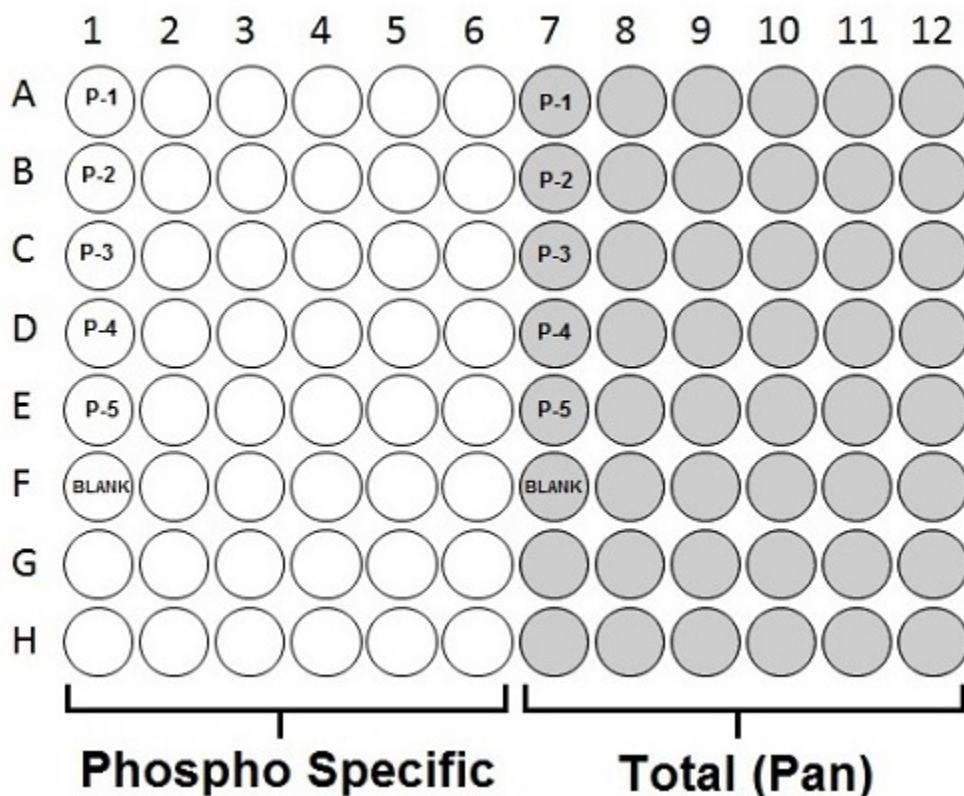 1 2 3 4 5 6 7 8 9 10 11 12
A P-1 P-1
B P-2 P-2
C P-3 P-3
D P-4 P-4
E P-5 P-5
F BLANK BLANK
G
H
Phospho Specific Total (Pan)